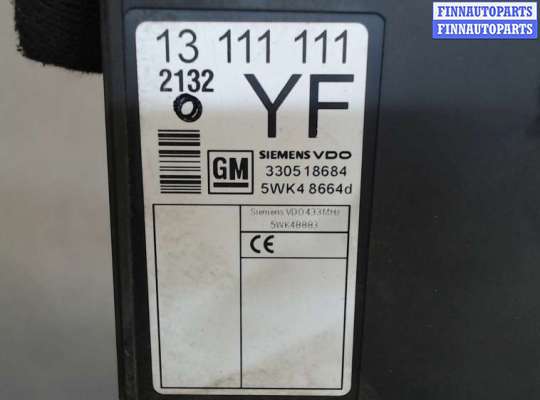 FINNAUTOPARTS
FINNAUTOPARTS
13 111 111
2132
YF
GM
SIEMENS VDO
330518684
5WK4 8664d
Siemens VDO 433MHz
5WK48883
CE